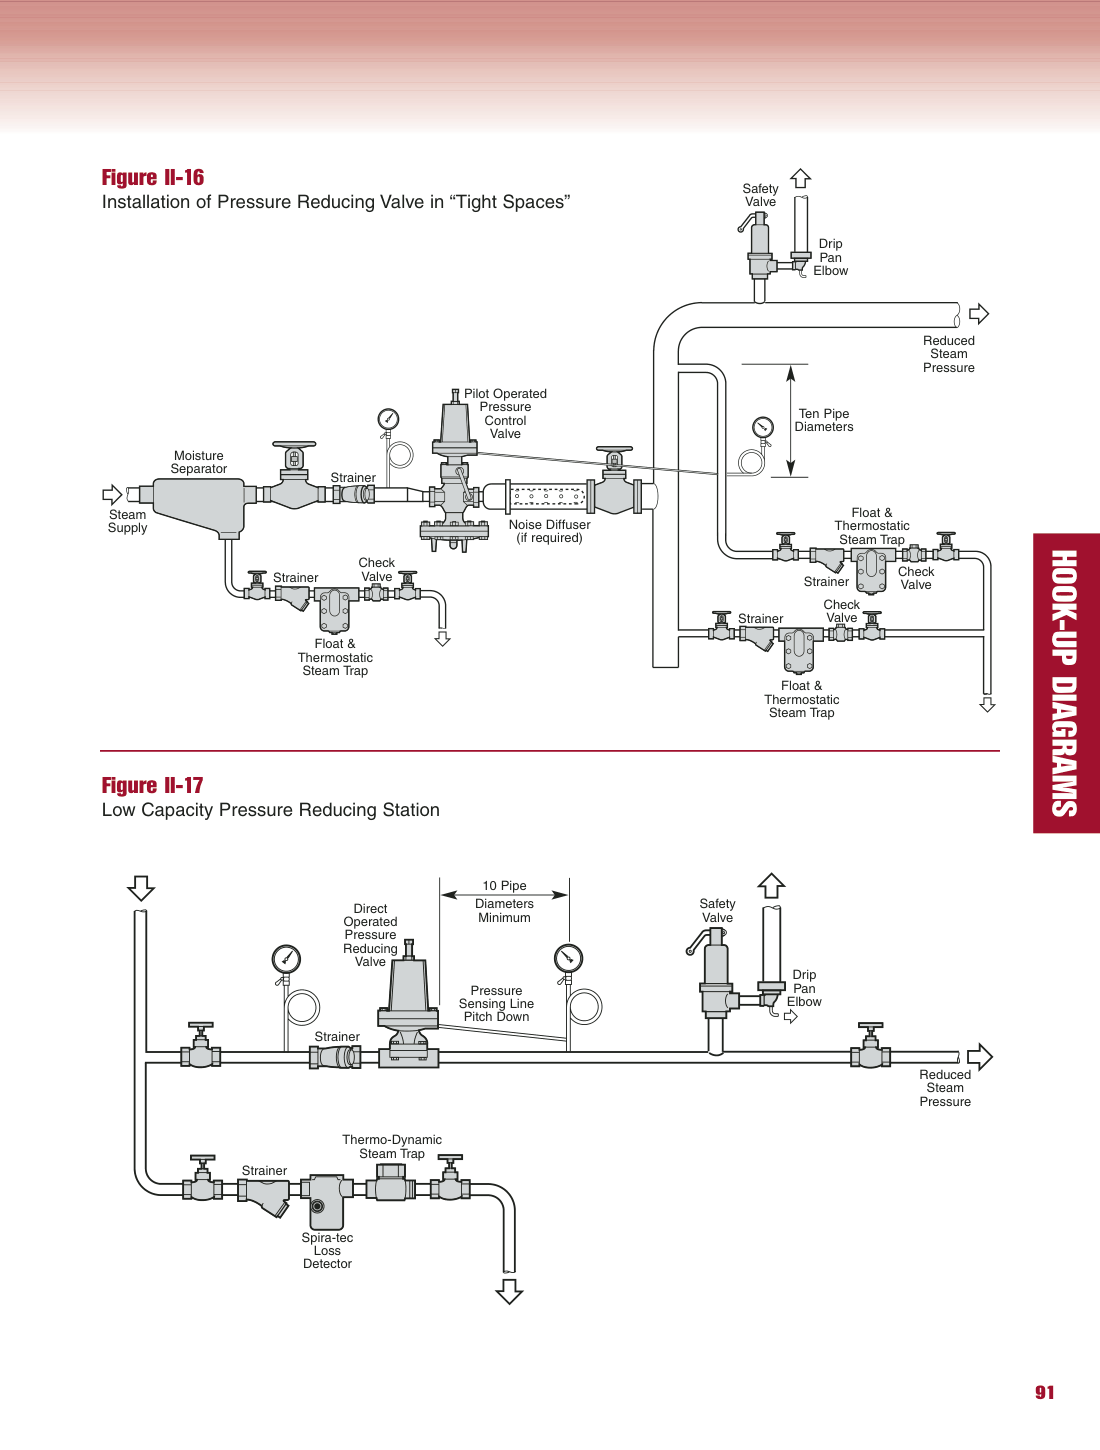 Figure II-16
Installation of Pressure Reducing Valve in “Tight Spaces”
Safety
Valve
Drip
Pan
Elbow
Reduced
Steam
Pressure
Pilot Operated
Pressure
Control
Valve
Ten Pipe
Diameters
Moisture
Separator
Strainer
Steam
Supply
Noise Diffuser
(if required)
Float &
Thermostatic
Steam Trap
Strainer
Check
Valve
Check
Valve
Strainer
Float &
Thermostatic
Steam Trap
Check
Valve
Strainer
Float &
Thermostatic
Steam Trap
HOOK-UP DIAGRAMS
Figure II-17
Low Capacity Pressure Reducing Station
10 Pipe
Diameters
Minimum
Direct
Operated
Pressure
Reducing
Valve
Safety
Valve
Drip
Pan
Elbow
Pressure
Sensing Line
Pitch Down
Strainer
Reduced
Steam
Pressure
Thermo-Dynamic
Steam Trap
Strainer
Spira-tec
Loss
Detector
91